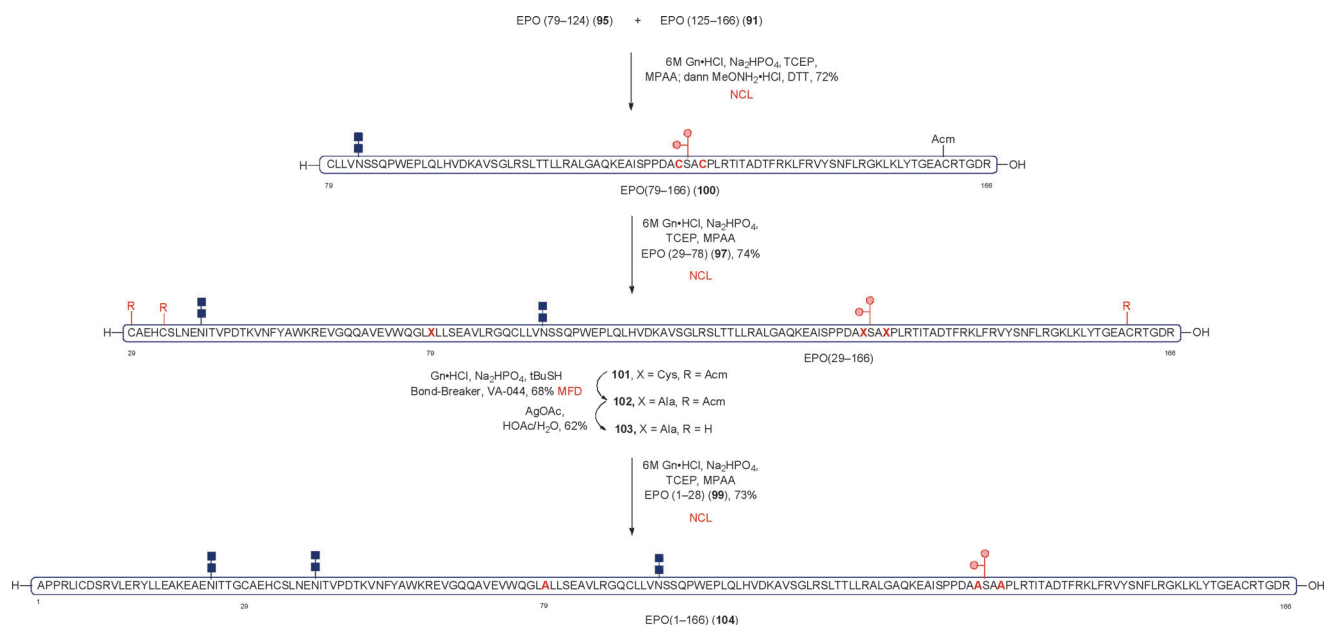 EPO (79–124) (95) + EPO (125–166) (91)
6M Gn•HCl, Na2HPO4, TCEP,
MPAA; dann MeONH2•HCl, DTT, 72%
NCL
Acm
H–CLLVNSSQPWEPLQLHVDKAVSGLRSLTTLLRALGAQKEAISPPDACSACPLRTITADTFRKLFRVYSNFLRGKLKLYTGEACRTGDR–OH
79 166
EPO(79–166) (100)
6M Gn•HCl, Na2HPO4,
TCEP, MPAA
EPO (29–78) (97), 74%
NCL
R R R
H–CAEHCSLNENITVPDTKVNFYAWKREVGQQAVEVWQGLXLLSEAVLRGQCLLVNSSQPWEPLQLHVDKAVSGLRSLTTLLRALGAQKEAISPPDAXSAXPLRTITADTFRKLFRVYSNFLRGKLKLYTGEACRTGDR–OH
29 79 166
EPO(29–166)
Gn•HCl, Na2HPO4, tBuSH
Bond-Breaker, VA-044, 68% MFD
AgOAc,
HOAc/H2O, 62%
101, X = Cys, R = Acm
102, X = Ala, R = Acm
103, X = Ala, R = H
6M Gn•HCl, Na2HPO4,
TCEP, MPAA
EPO (1–28) (99), 73%
NCL
H–APPRLICDSRVLERYLLEAKEAENITTGCAEHCSLNENITVPDTKVNFYAWKREVGQQAVEVWQGLALLSEAVLRGQCLLVNSSQPWEPLQLHVDKAVSGLRSLTTLLRALGAQKEAISPPDAASAAPLRTITADTFRKLFRVYSNFLRGKLKLYTGEACRTGDR–OH
1 29 79 166
EPO(1–166) (104)